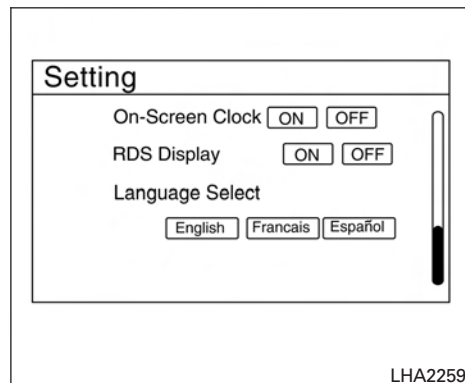 Setting
On-Screen Clock ON OFF
RDS Display ON OFF
Language Select
English Francais Español
LHA2259